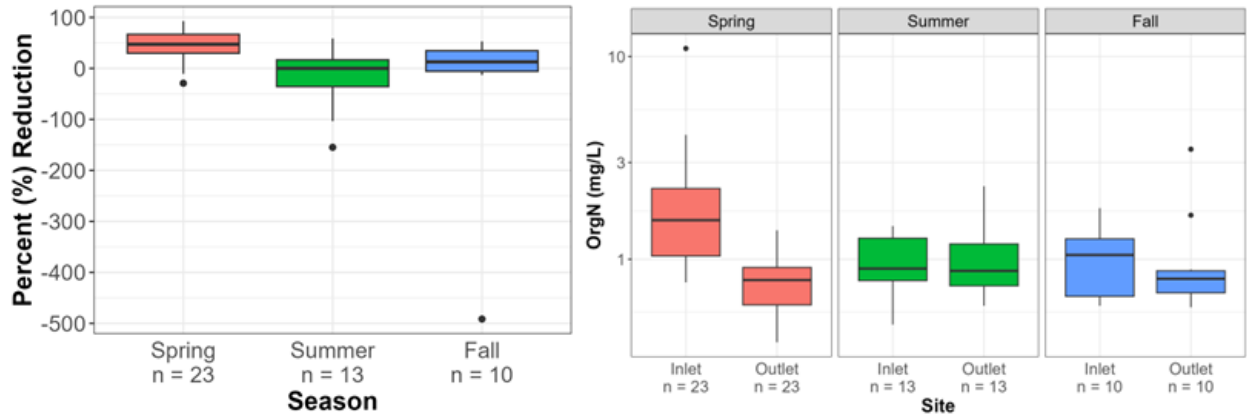 Percent (%) Reduction
100
0
-100
-200
-300
-400
-500
Spring
n = 23
Summer
n = 13
Fall
n = 10
Season
OrgN (mg/L)
10
3
1
Spring
Summer
Fall
Inlet
n = 23
Outlet
n = 23
Inlet
n = 13
Outlet
n = 13
Inlet
n = 10
Outlet
n = 10
Site